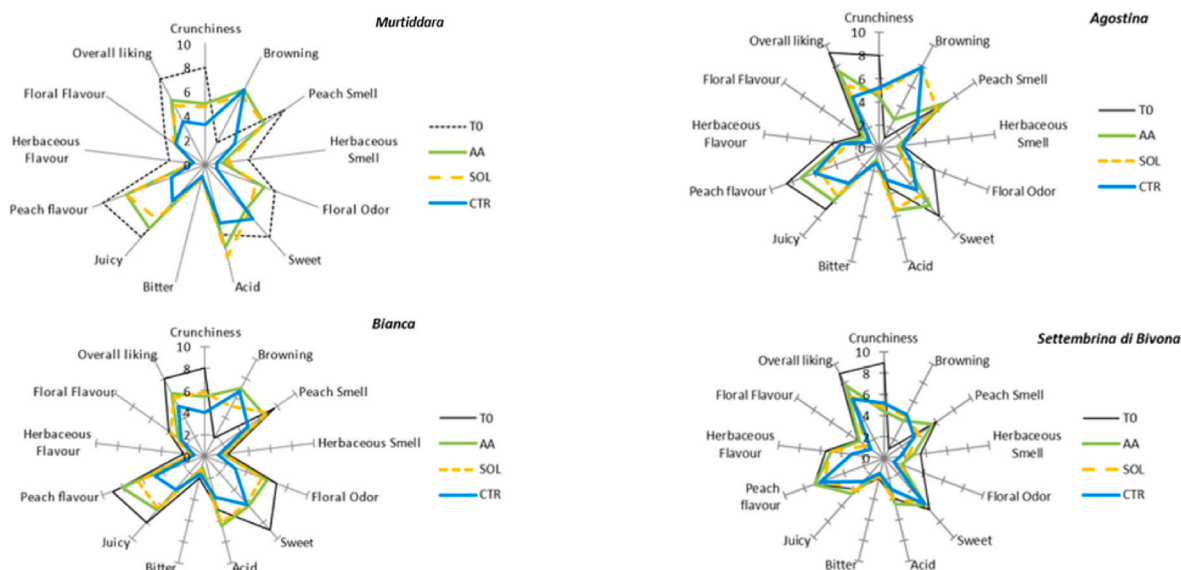 Murtiddara
Crunchiness
10
8
6
4
2
0
Overall liking
Browning
Floral Flavour
Peach Smell
Herbaceous
Flavour
Herbaceous
Smell
Peach flavour
Floral Odor
Juicy
Sweet
Bitter
Acid
T0
AA
SOL
CTR
Agostina
Crunchiness
10
8
6
4
2
0
Overall liking
Browning
Floral Flavour
Peach Smell
Herbaceous
Flavour
Herbaceous
Smell
Peach flavour
Floral Odor
Juicy
Sweet
Bitter
Acid
T0
AA
SOL
CTR
Bianca
Crunchiness
10
8
6
4
2
0
Overall liking
Browning
Floral Flavour
Peach Smell
Herbaceous
Flavour
Herbaceous Smell
Peach flavour
Floral Odor
Juicy
Sweet
Bitter
Acid
T0
AA
SOL
CTR
Settembrina di Bivona
Crunchiness
10
8
6
4
2
0
Overall liking
Browning
Floral Flavour
Peach Smell
Herbaceous
Flavour
Herbaceous
Smell
Peach
flavour
Floral Odor
Juicy
Sweet
Bitter
Acid
T0
AA
SOL
CTR